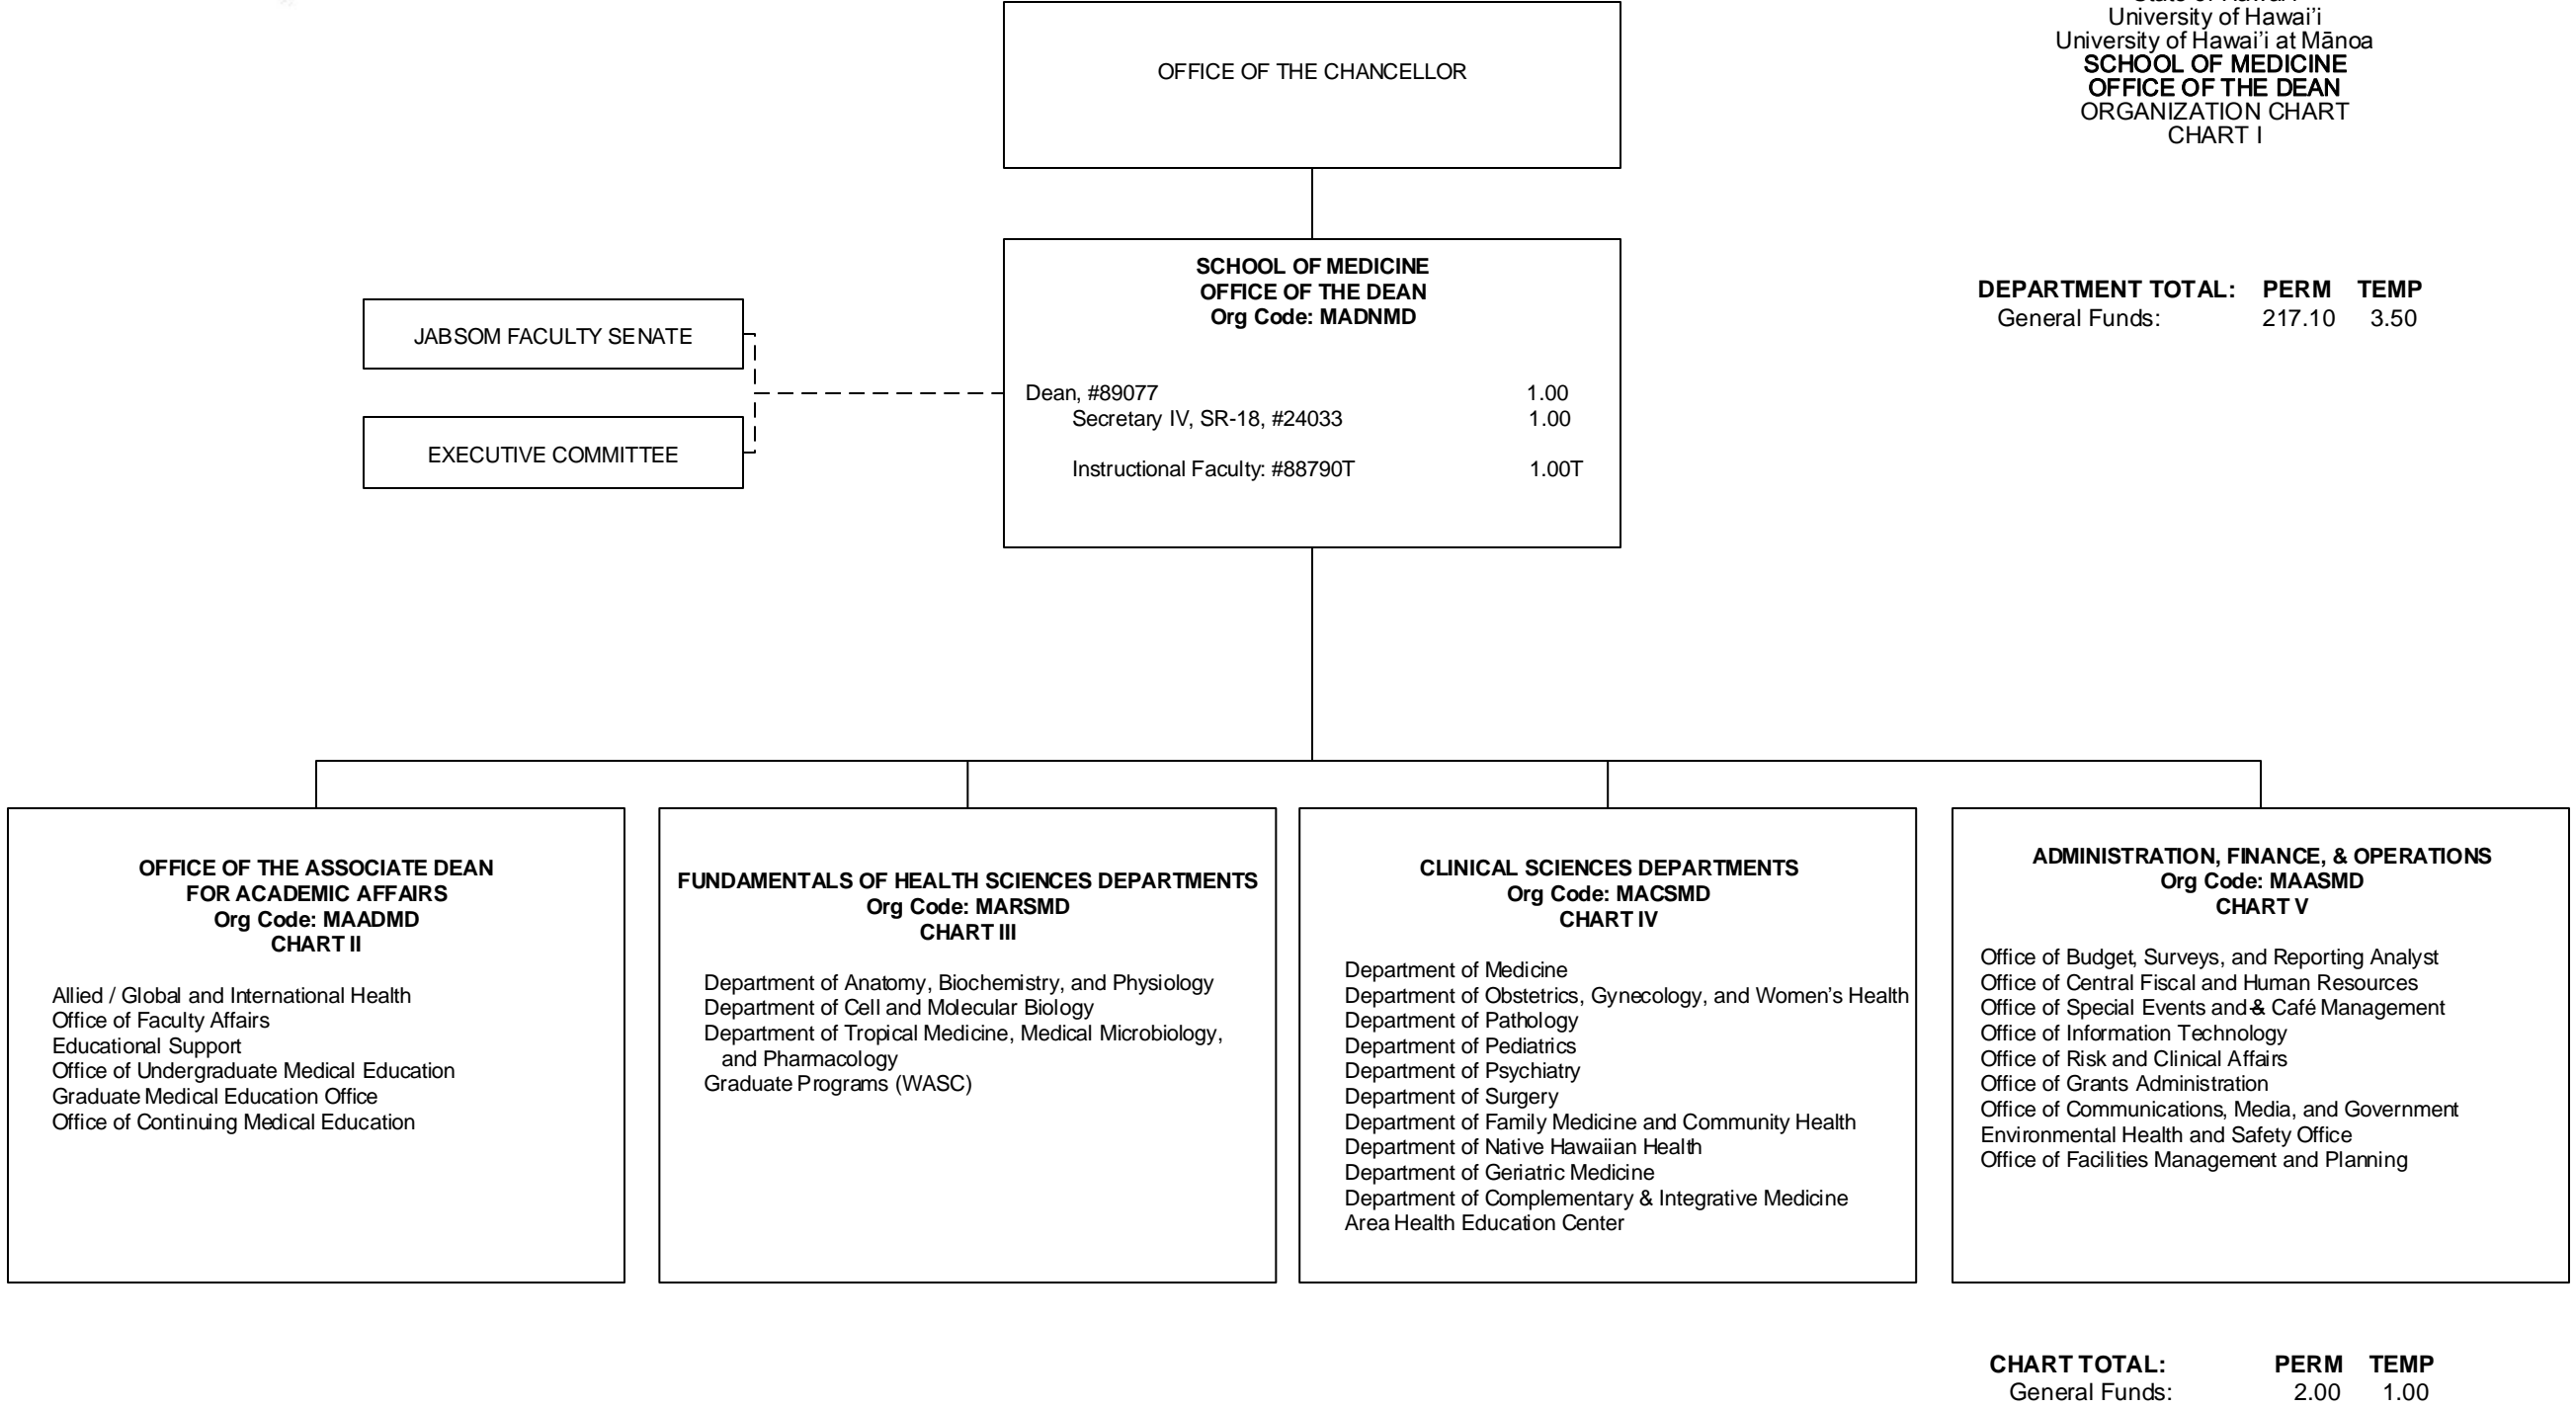 OFFICE OF THE CHANCELLOR
University of Hawai’i
University of Hawai’i at Mānoa
SCHOOL OF MEDICINE
OFFICE OF THE DEAN
ORGANIZATION CHART
CHART I
DEPARTMENT TOTAL: PERM TEMP
General Funds: 217.10 3.50
SCHOOL OF MEDICINE
OFFICE OF THE DEAN
Org Code: MADNMD
Dean, #89077 1.00
Secretary IV, SR-18, #24033 1.00
Instructional Faculty: #88790T 1.00T
JABSOM FACULTY SENATE
EXECUTIVE COMMITTEE
OFFICE OF THE ASSOCIATE DEAN
FOR ACADEMIC AFFAIRS
Org Code: MAADMD
CHART II
Allied / Global and International Health
Office of Faculty Affairs
Educational Support
Office of Undergraduate Medical Education
Graduate Medical Education Office
Office of Continuing Medical Education
FUNDAMENTALS OF HEALTH SCIENCES DEPARTMENTS
Org Code: MARSMD
CHART III
Department of Anatomy, Biochemistry, and Physiology
Department of Cell and Molecular Biology
Department of Tropical Medicine, Medical Microbiology,
and Pharmacology
Graduate Programs (WASC)
CLINICAL SCIENCES DEPARTMENTS
Org Code: MACSMD
CHART IV
Department of Medicine
Department of Obstetrics, Gynecology, and Women’s Health
Department of Pathology
Department of Pediatrics
Department of Psychiatry
Department of Surgery
Department of Family Medicine and Community Health
Department of Native Hawaiian Health
Department of Geriatric Medicine
Department of Complementary & Integrative Medicine
Area Health Education Center
ADMINISTRATION, FINANCE, & OPERATIONS
Org Code: MAASMD
CHART V
Office of Budget, Surveys, and Reporting Analyst
Office of Central Fiscal and Human Resources
Office of Special Events and & Café Management
Office of Information Technology
Office of Risk and Clinical Affairs
Office of Grants Administration
Office of Communications, Media, and Government
Environmental Health and Safety Office
Office of Facilities Management and Planning
CHART TOTAL: PERM TEMP
General Funds: 2.00 1.00